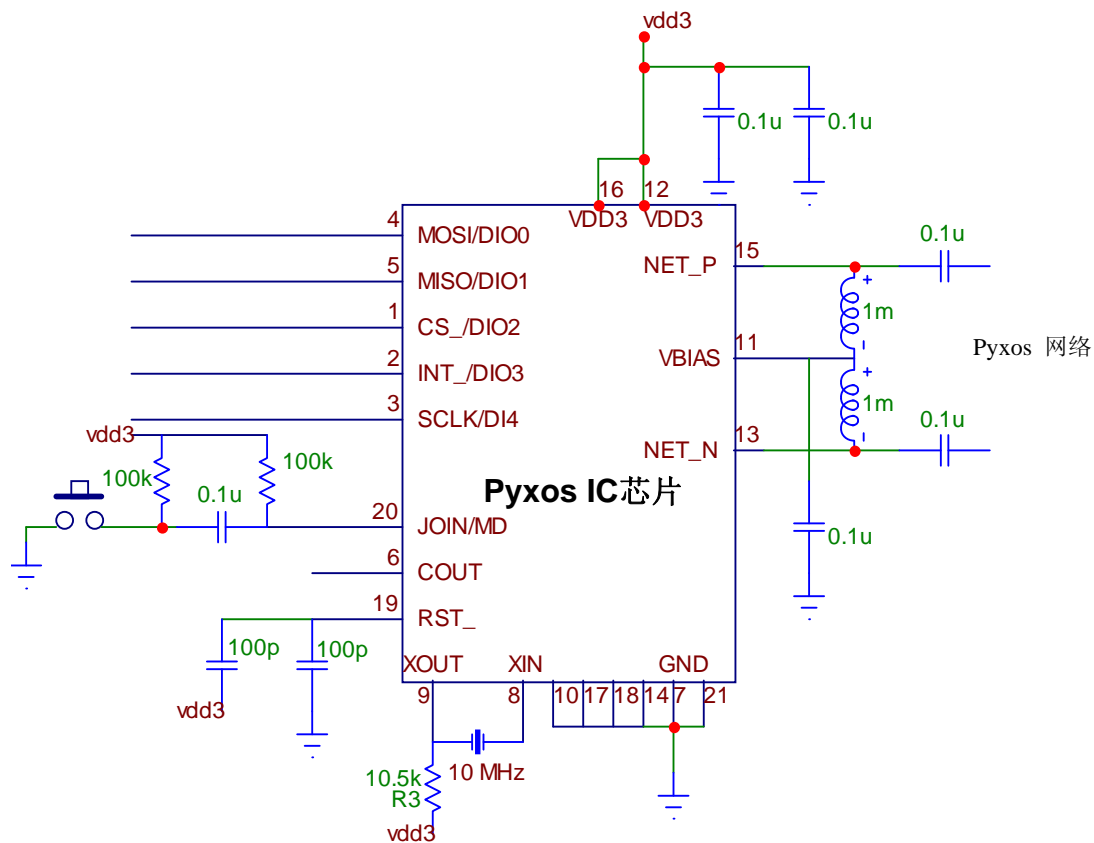 vdd3
0.1u
0.1u
16
12
VDD3
VDD3
4
MOSI/DIO0
5
MISO/DIO1
1
CS_/DIO2
2
INT_/DIO3
3
SCLK/DI4
15
NET_P
0.1u
1m
11
VBIAS
Pyxos 网络
1m
13
NET_N
0.1u
vdd3
100k
100k
0.1u
Pyxos IC芯片
20
JOIN/MD
0.1u
6
COUT
19
RST_
100p
100p
vdd3
XOUT
XIN
GND
9
8
10
17
18
14
7
21
10 MHz
10.5k
R3
vdd3